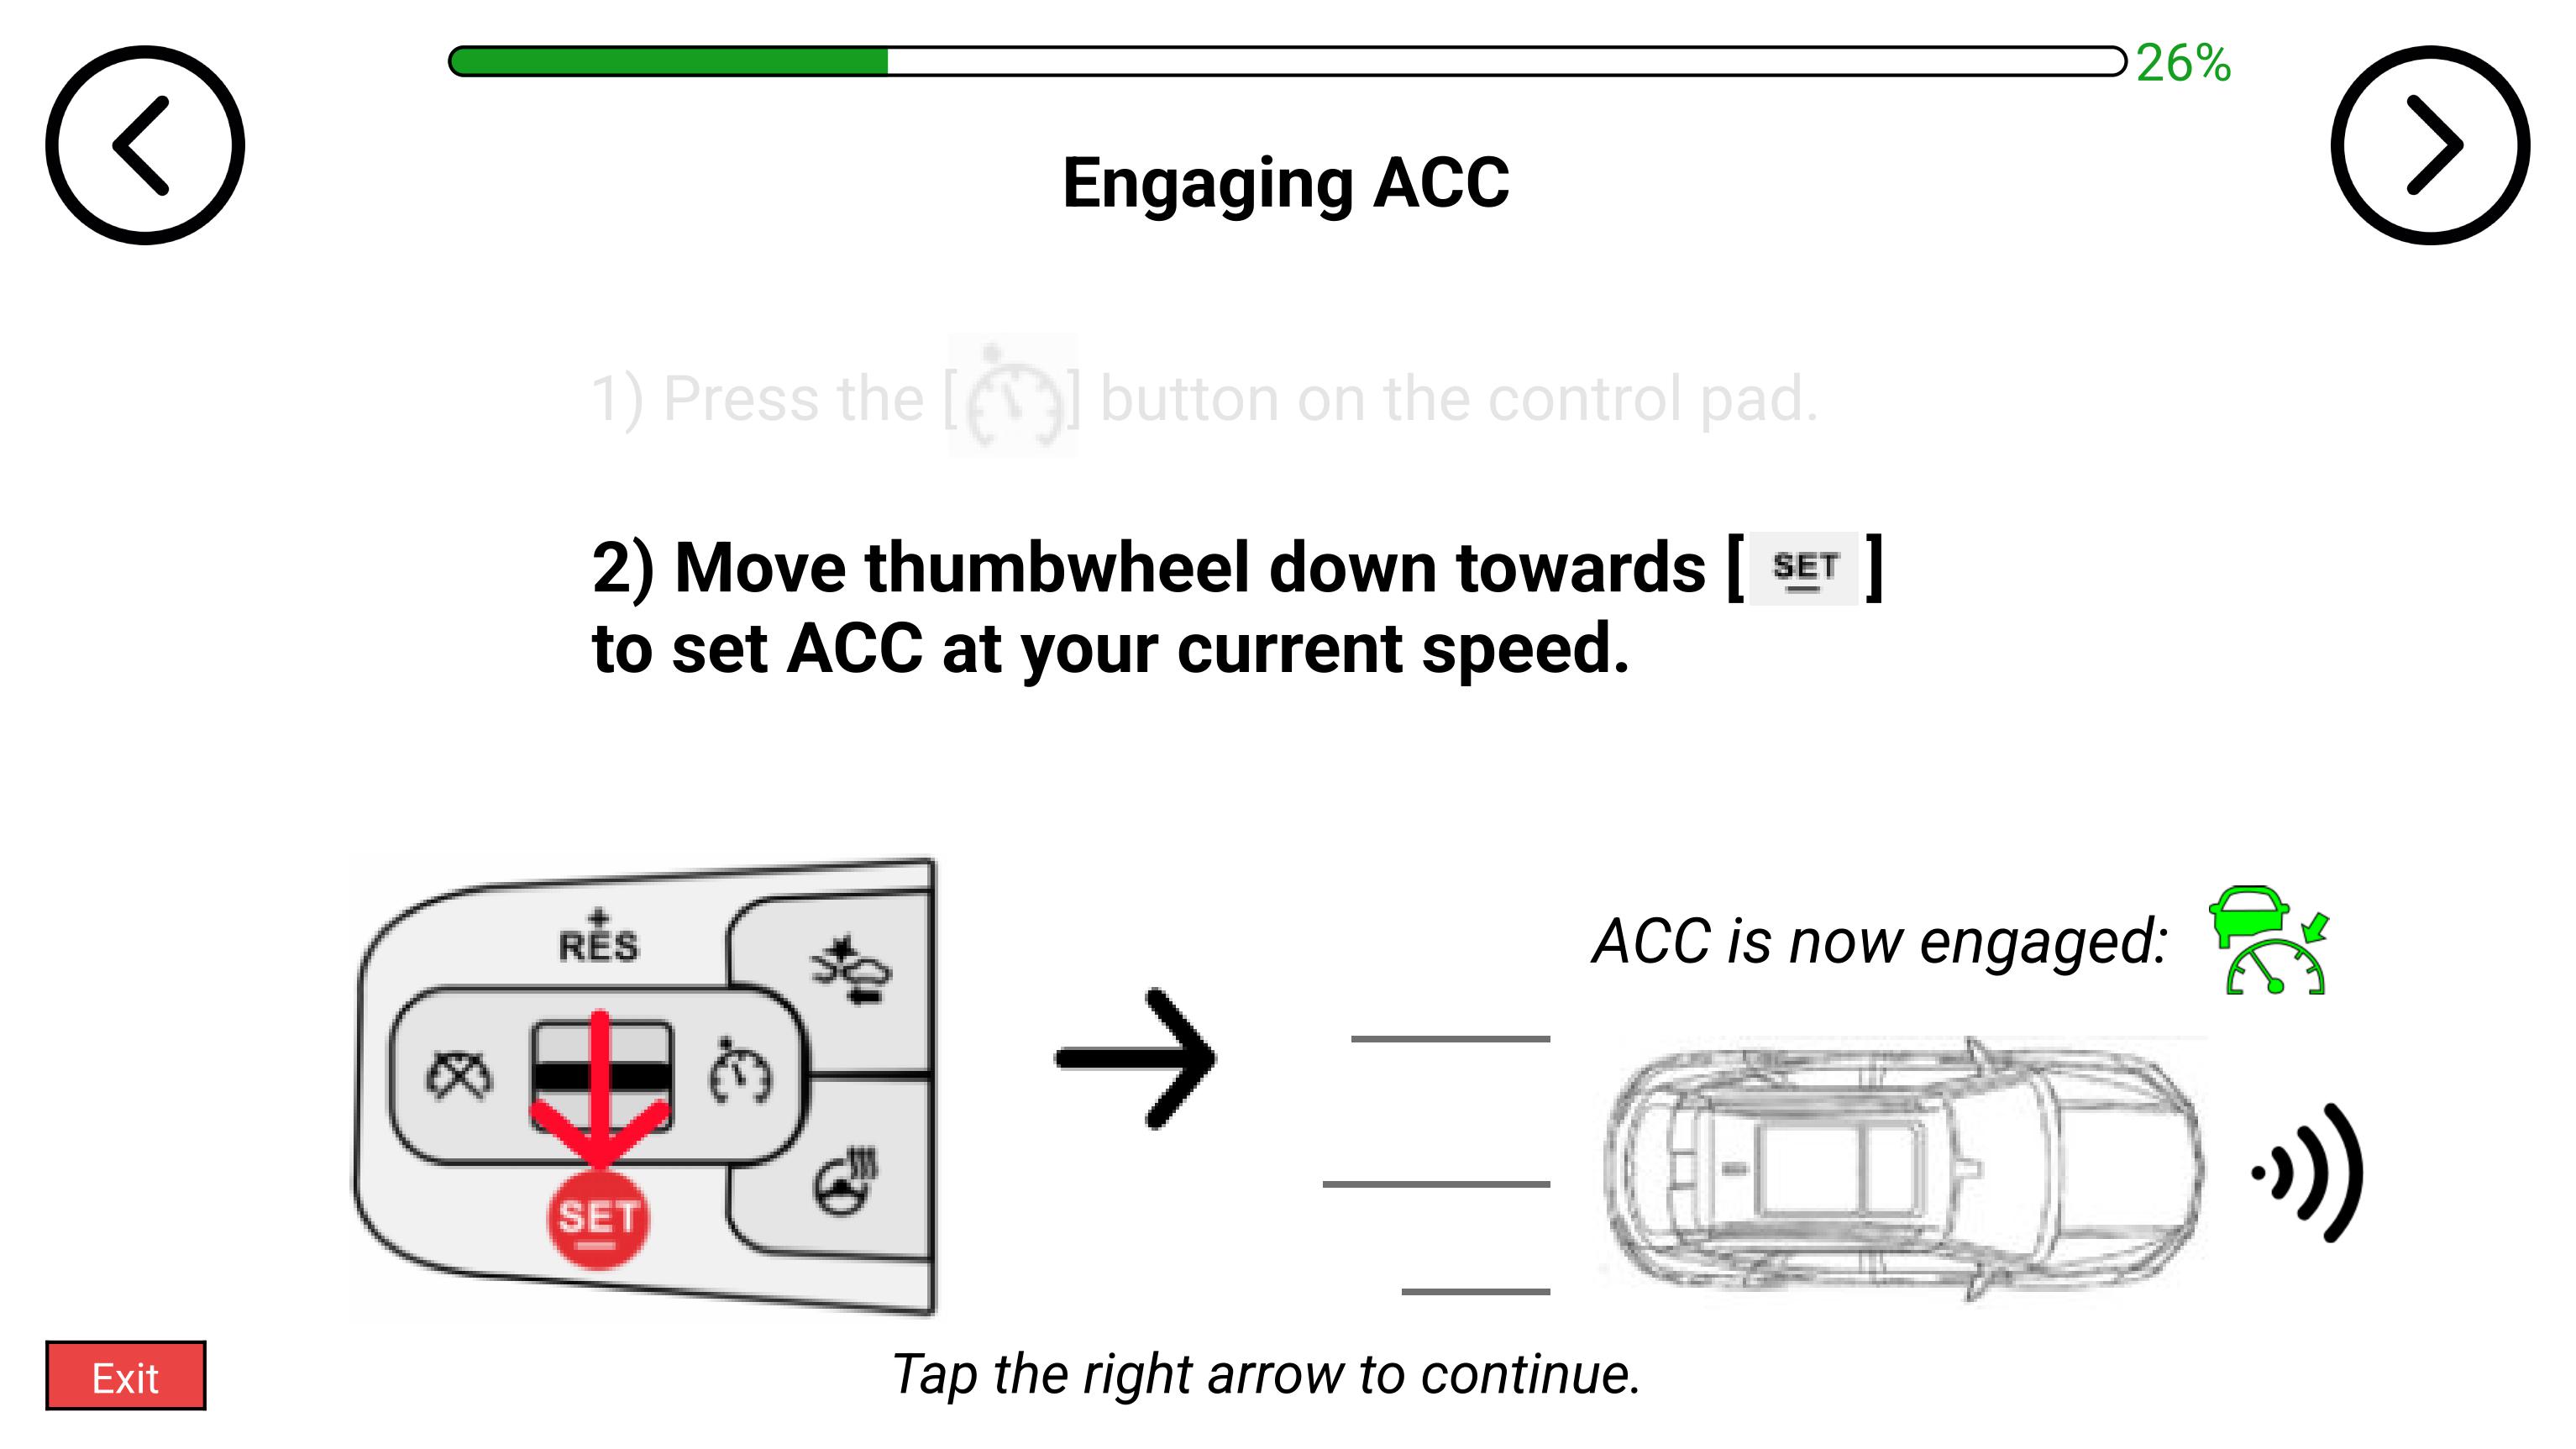 26%
Engaging ACC
1) Press the [ ] button on the control pad.
2) Move thumbwheel down towards [ SET ]
to set ACC at your current speed.
+
RES
SET
ACC is now engaged:
Exit
Tap the right arrow to continue.